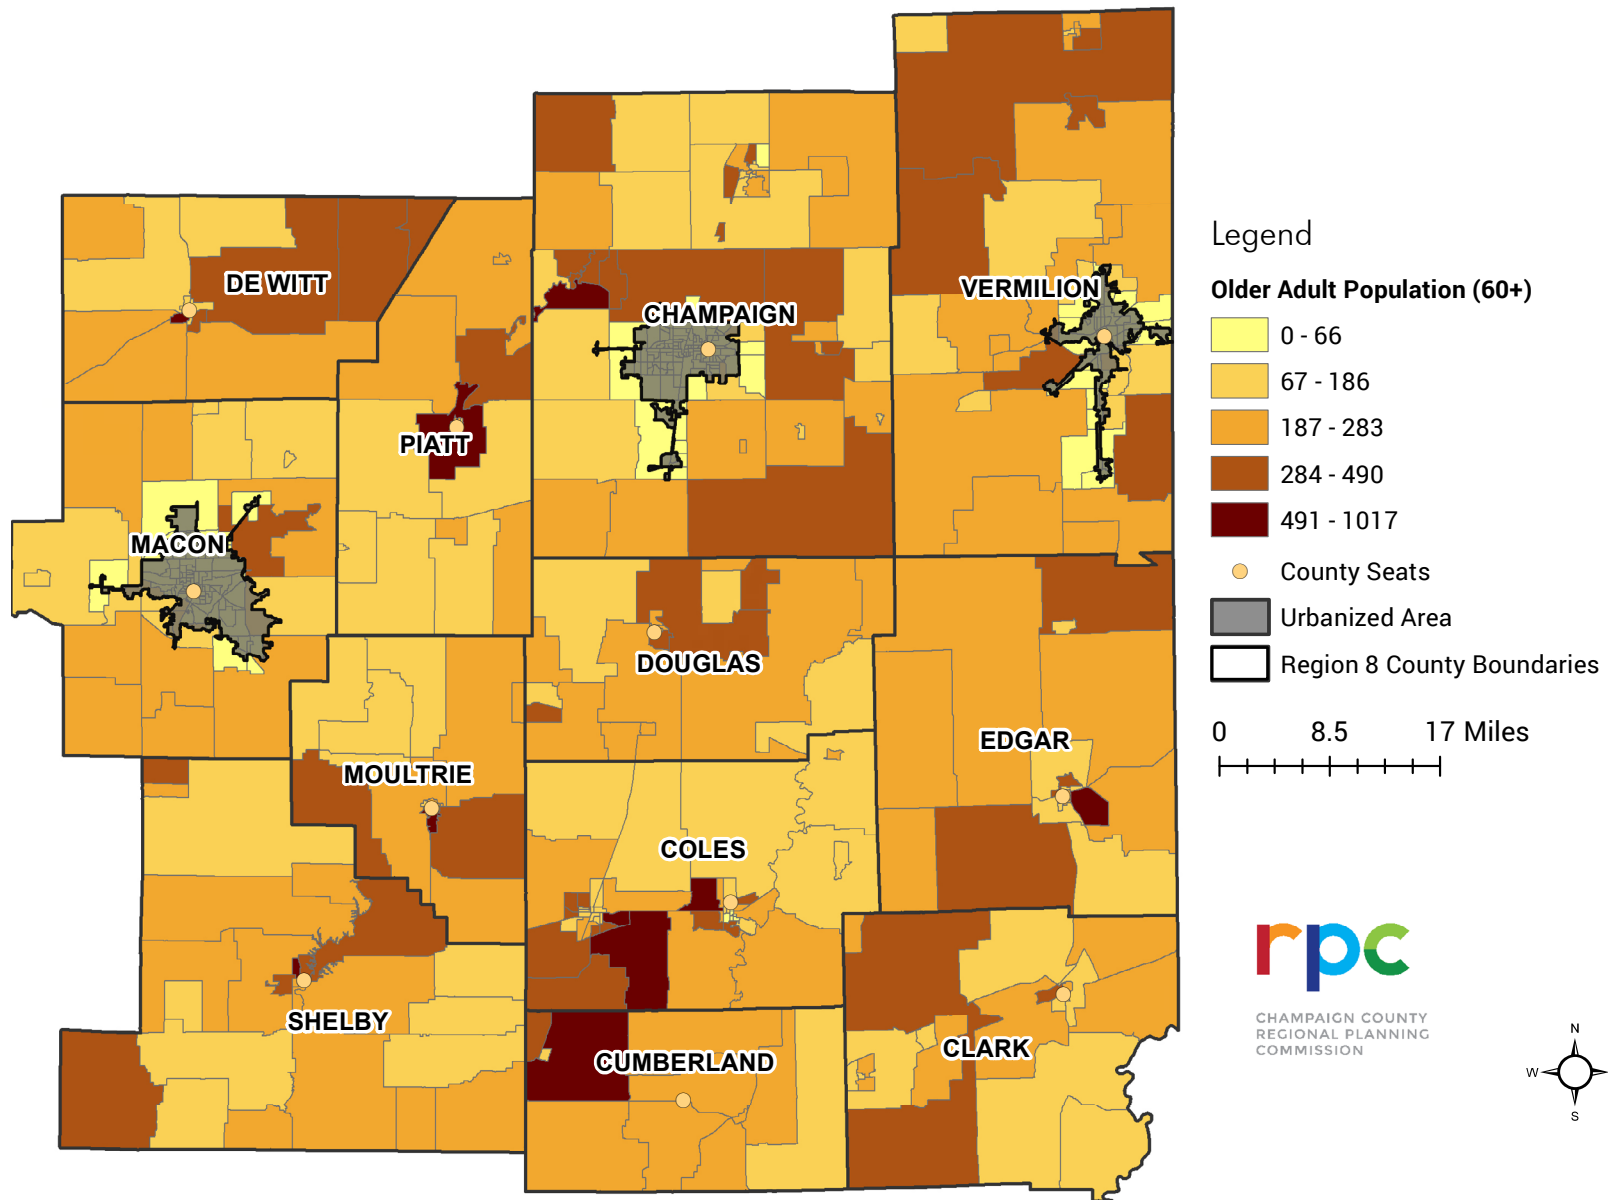 DE WITT
CHAMPAIGN
VERMILION
PIATT
MACON
DOUGLAS
EDGAR
MOULTRIE
COLES
SHELBY
CUMBERLAND
CLARK
Legend
Older Adult Population (60+)
0 - 66
67 - 186
187 - 283
284 - 490
491 - 1017
County Seats
Urbanized Area
Region 8 County Boundaries
0 8.5 17 Miles
rpc
CHAMPAIGN COUNTY
REGIONAL PLANNING
COMMISSION
N
W
S